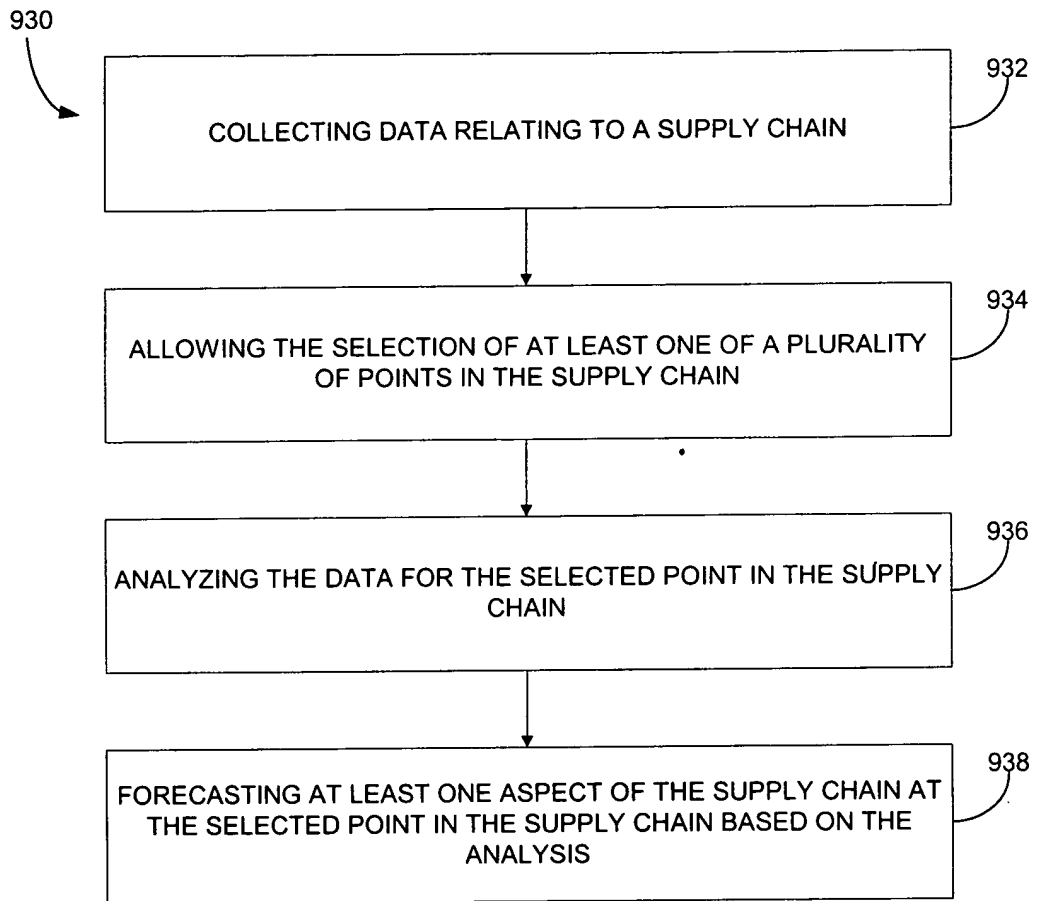 930
932
COLLECTING DATA RELATING TO A SUPPLY CHAIN
934
ALLOWING THE SELECTION OF AT LEAST ONE OF A PLURALITY
OF POINTS IN THE SUPPLY CHAIN
936
ANALYZING THE DATA FOR THE SELECTED POINT IN THE SUPPLY
CHAIN
938
FORECASTING AT LEAST ONE ASPECT OF THE SUPPLY CHAIN AT
THE SELECTED POINT IN THE SUPPLY CHAIN BASED ON THE
ANALYSIS